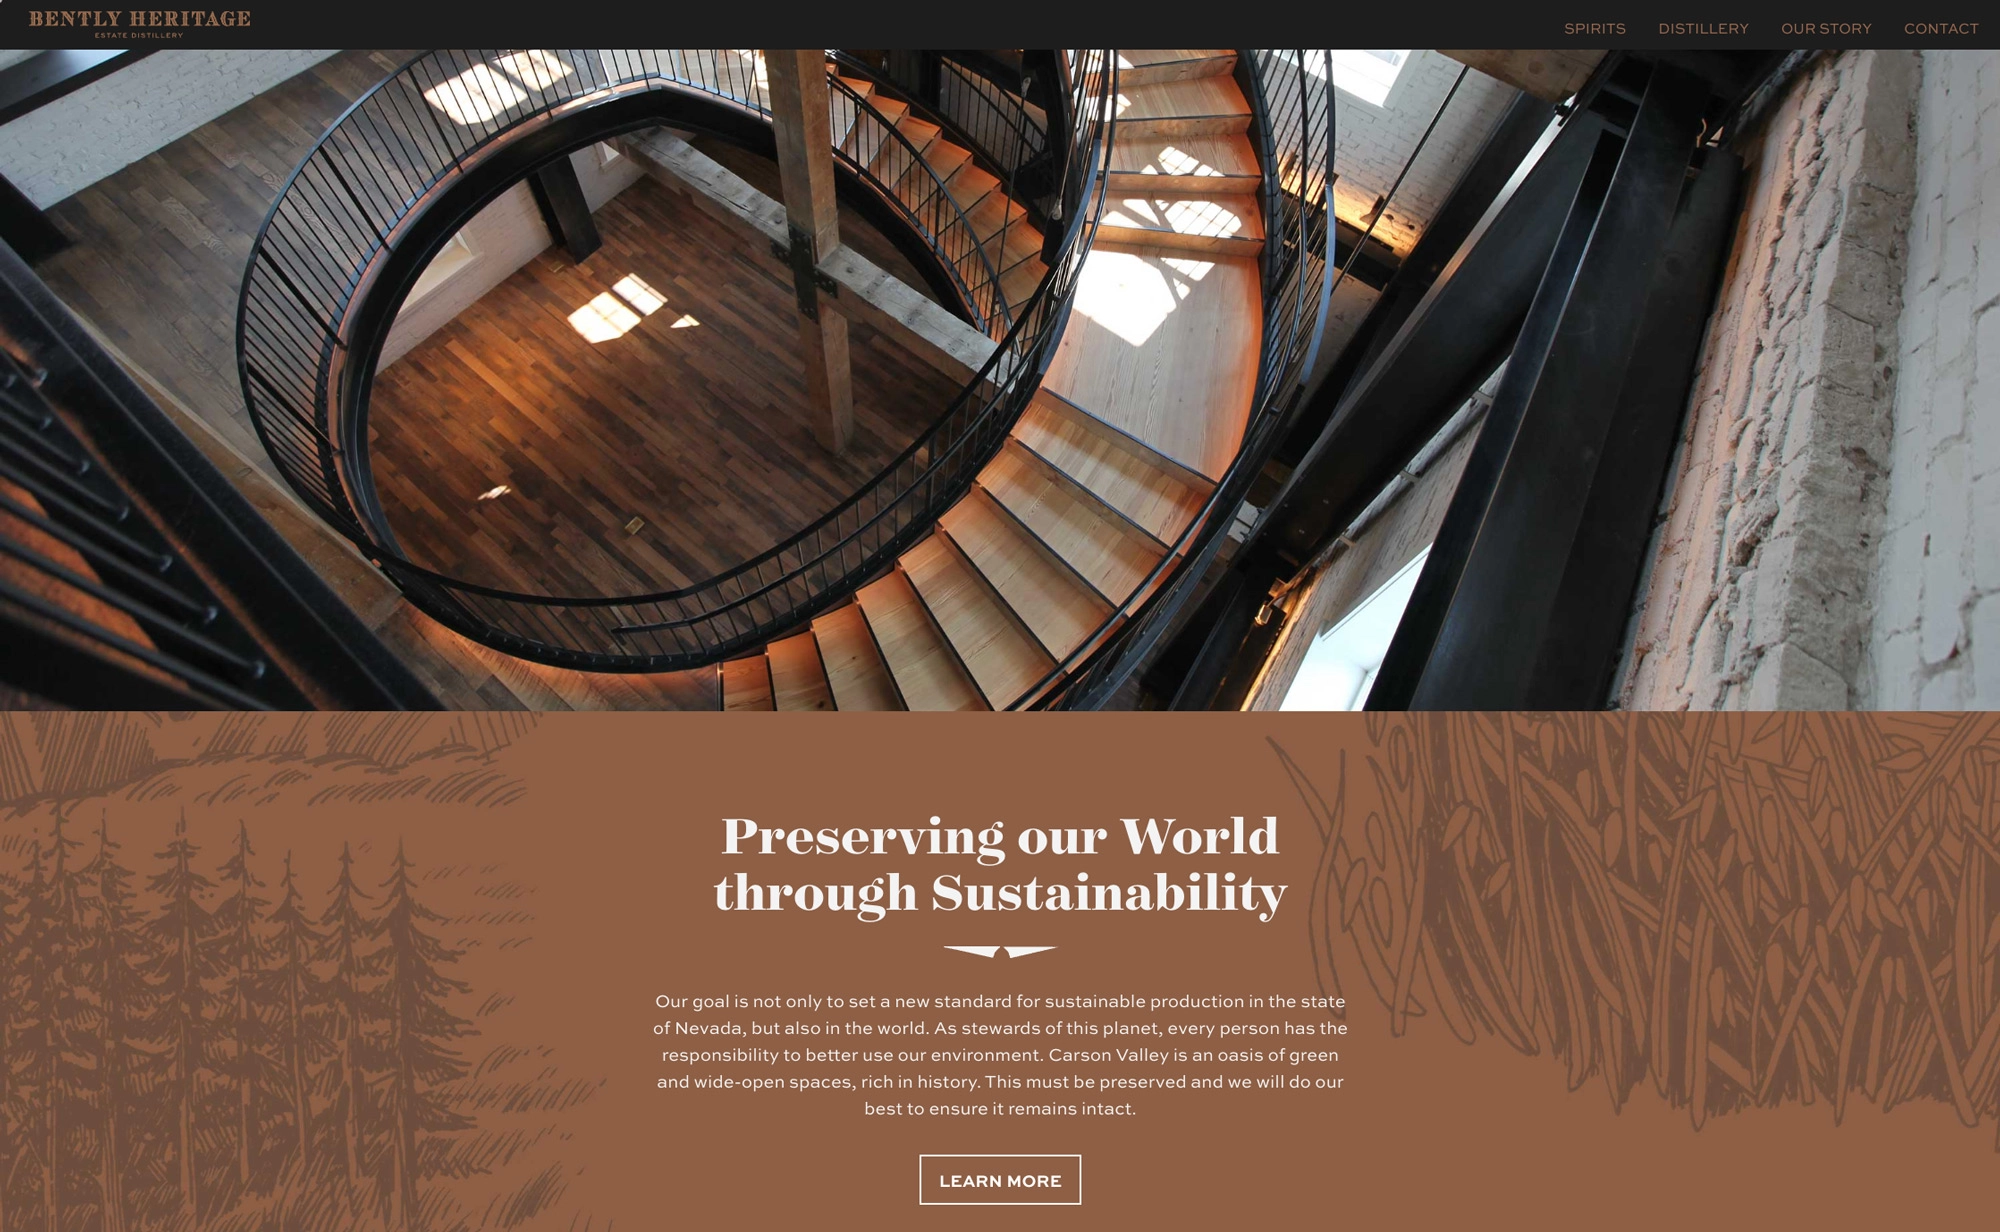 BENTLY HERITAGE
ESTATE DISTILLERY
SPIRITS DISTILLERY OUR STORY CONTACT
Preserving our World
through Sustainability
Our goal is not only to set a new standard for sustainable production in the state
of Nevada, but also in the world. As stewards of this planet, every person has the
responsibility to better use our environment. Carson Valley is an oasis of green
and wide-open spaces, rich in history. This must be preserved and we will do our
best to ensure it remains intact.
LEARN MORE